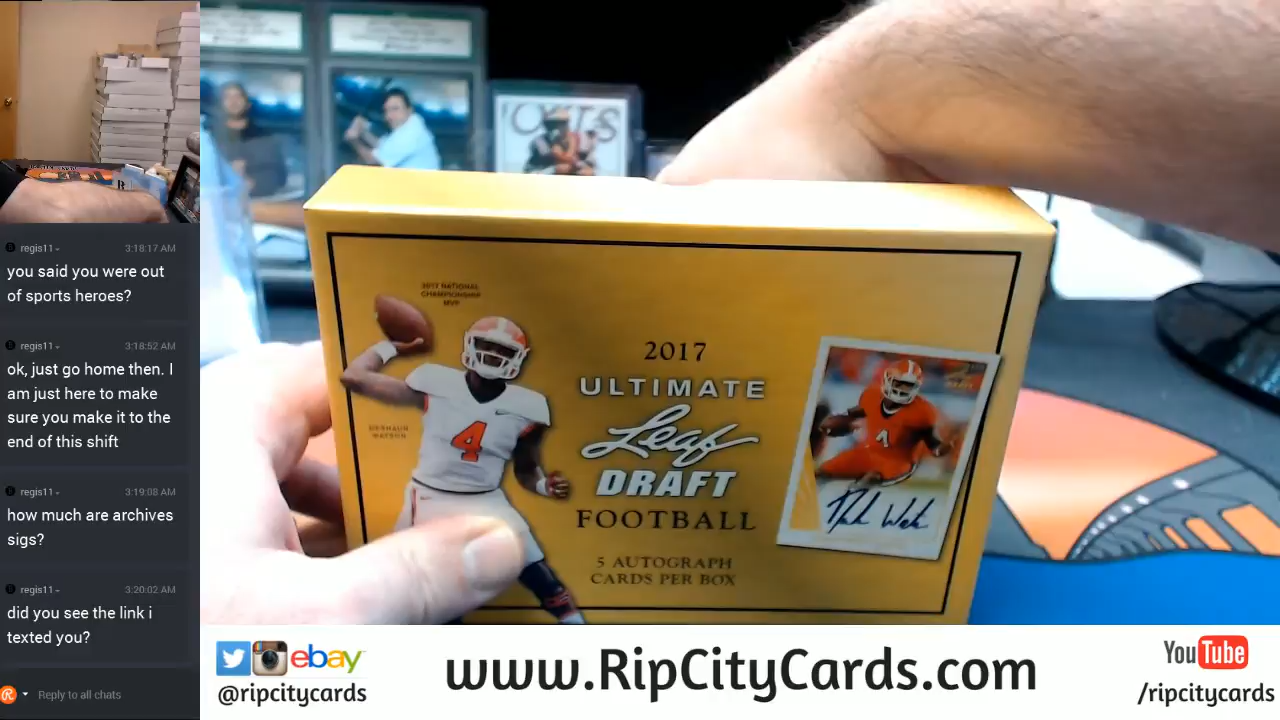 regis11
3:18:17 AM
you said you were out
of sports heroes?
regis11
3:18:52 AM
ok, just go home then. I
am just here to make
sure you make it to the
end of this shift
regis11
3:19:08 AM
how much are archives
sigs?
regis11
3:20:02 AM
did you see the link i
texted you?
Reply to all chats
2017 NATIONAL
CHAMPIONSHIP
MVP
DESHAUN
WATSON
4
2017
ULTIMATE
Leaf
DRAFT
FOOTBALL
5 AUTOGRAPH
CARDS PER BOX
4
ebay
@ripcitycards
www.RipCityCards.com
YouTube
/ripcitycards